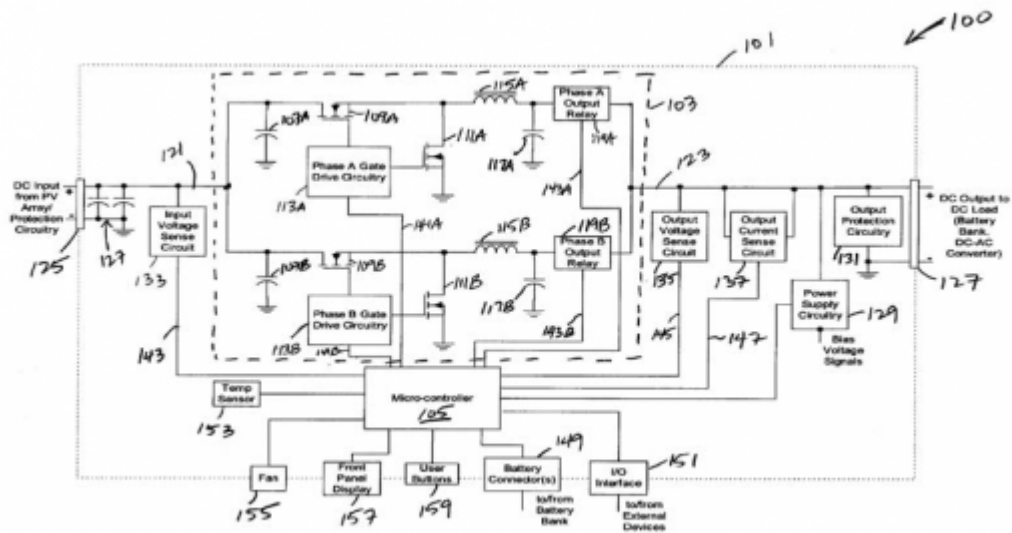 100
101
115A
Phase A
Output
Relay
119A
103
109A
111A
117A
Phase A Gate
Drive Circuitry
113A
143A
121
123
DC Input
from PV
Array/
Protection
Circuitry
+
-
125
127
Input
Voltage
Sense
Circuit
133
115B
119B
Phase B
Output
Relay
107B
109B
111B
117B
Phase B Gate
Drive Circuitry
113B
143B
Output
Voltage
Sense
Circuit
135
Output
Current
Sense
Circuit
137
Output
Protection
Circuitry
131
+
-
DC Output to
DC Load
(Battery
Bank,
DC-AC
Converter)
127
Power
Supply
Circuitry
129
Bias
Voltage
Signals
143
145
147
Micro-controller
105
Temp
Sensor
153
Fan
155
Front
Panel
Display
157
User
Buttons
159
Battery
Connector(s)
149
to/from
Battery
Bank
I/O
Interface
151
to/from
External
Devices